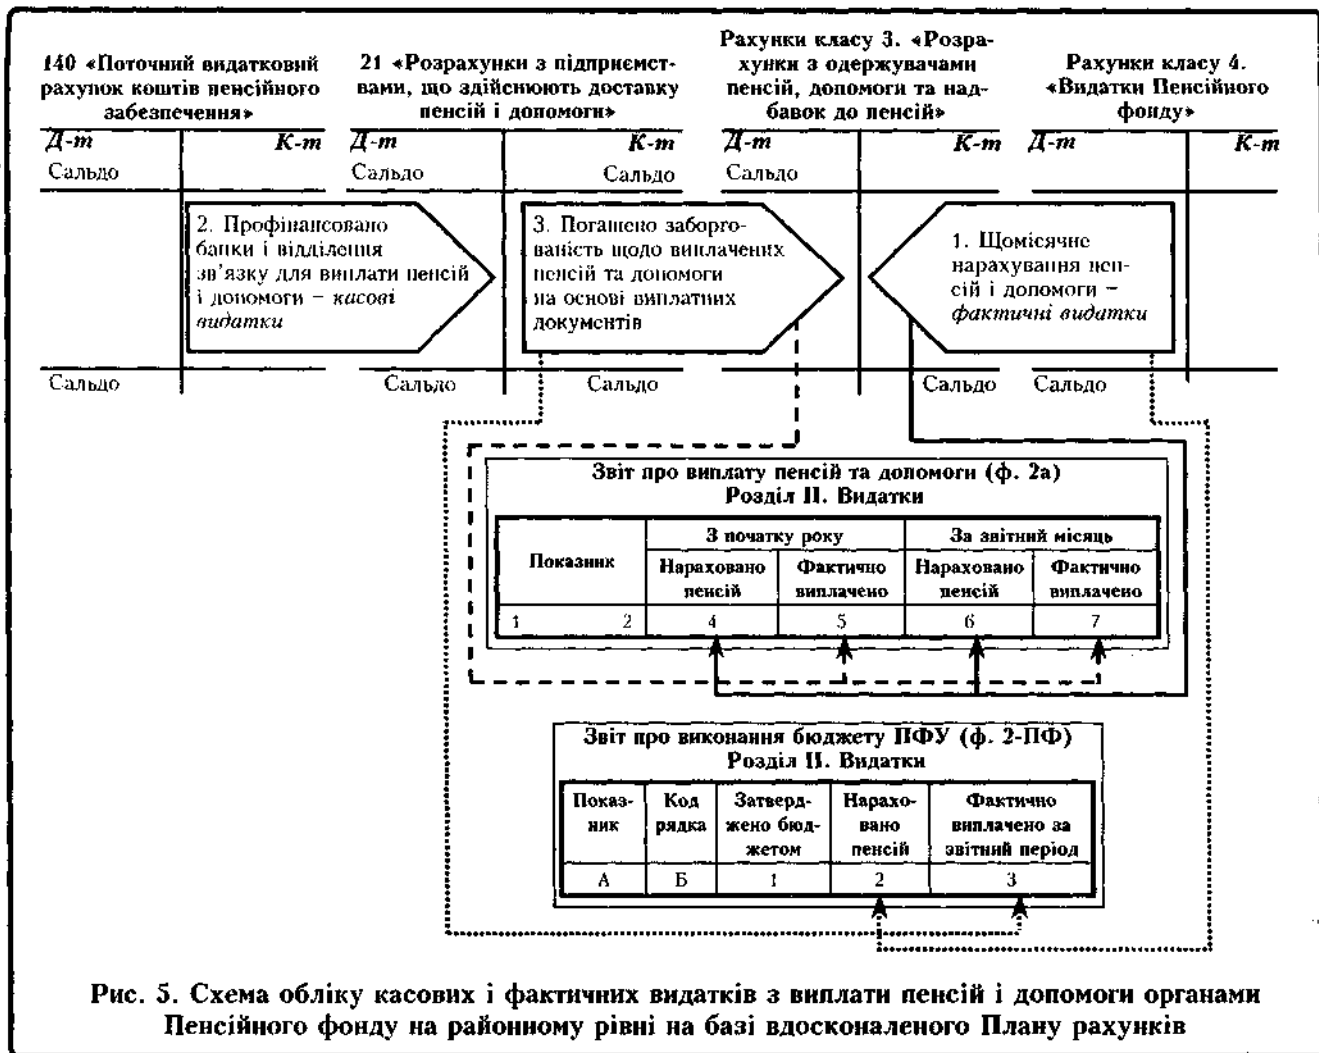 140 «Поточний видатковий
рахунок коштів пенсійного
забезпечення»
21 «Розрахунки з підприємст-
вами, що здійснюють доставку
пенсій і допомоги»
Рахунки класу 3. «Розра-
хунки з одержувачами
пенсій, допомоги та над-
бавок до пенсій»
Рахунки класу 4.
«Видатки Пенсійного
фонду»
Д-т К-т Д-т К-т Д-т К-т Д-т К-т
Сальдо Сальдо Сальдо Сальдо
2. Профінансовано
банки і відділення
зв'язку для виплати пенсій
і допомоги – касові
видатки
3. Погашено заборго-
ваність щодо виплачених
пенсій та допомоги
на основі виплатних
документів
1. Щомісячне
нарахування пен-
сій і допомоги –
фактичні видатки
Сальдо Сальдо Сальдо Сальдо Сальдо
Звіт про виплату пенсій та допомоги (ф. 2а)
Розділ II. Видатки
Показник
З початку року
За звітний місяць
Нараховано
пенсій
Фактично
виплачено
Нараховано
пенсій
Фактично
виплачено
1 2 4 5 6 7
Звіт про виконання бюджету ПФУ (ф. 2-ПФ)
Розділ II. Видатки
Показ-
ник
Код
рядка
Затверд-
жено бюд-
жетом
Нарахо-
вано
пенсій
Фактично
виплачено за
звітний період
А Б 1 2 3
Рис. 5. Схема обліку касових і фактичних видатків з виплати пенсій і допомоги органами
Пенсійного фонду на районному рівні на базі вдосконаленого Плану рахунків